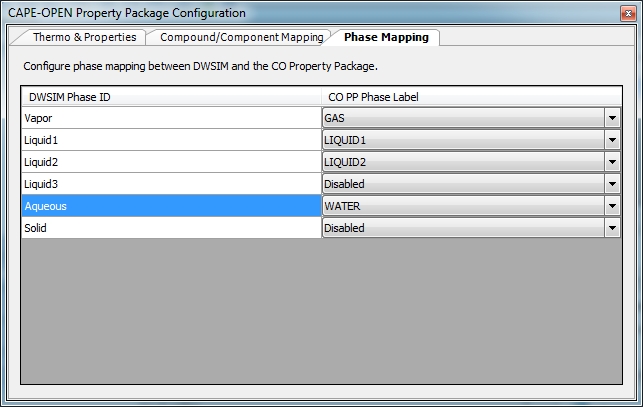 CAPE-OPEN Property Package Configuration
Thermo & Properties Compound/Component Mapping Phase Mapping
Configure phase mapping between DWSIM and the CO Property Package.
DWSIM Phase ID CO PP Phase Label
Vapor GAS
Liquid1 LIQUID1
Liquid2 LIQUID2
Liquid3 Disabled
Aqueous WATER
Solid Disabled